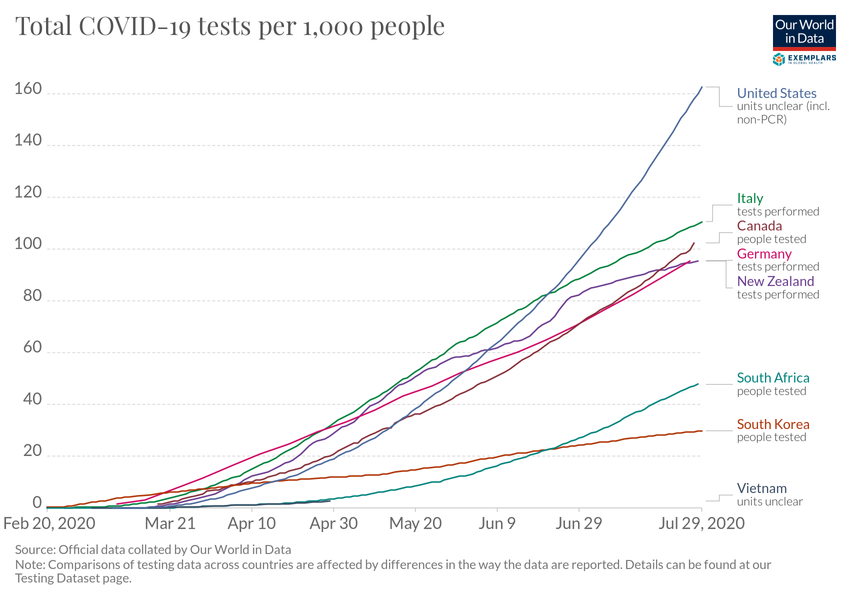 Total COVID-19 tests per 1,000 people
Our World
in Data
EXEMPLARS
IN GLOBAL HEALTH
160
140
120
100
80
60
40
20
0
United States
units unclear (incl.
non-PCR)
Italy
tests performed
Canada
people tested
Germany
tests performed
New Zealand
tests performed
South Africa
people tested
South Korea
people tested
Vietnam
units unclear
Feb 20, 2020
Mar 21
Apr 10
Apr 30
May 20
Jun 9
Jun 29
Jul 29, 2020
Source: Official data collated by Our World in Data
Note: Comparisons of testing data across countries are affected by differences in the way the data are reported. Details can be found at our
Testing Dataset page.